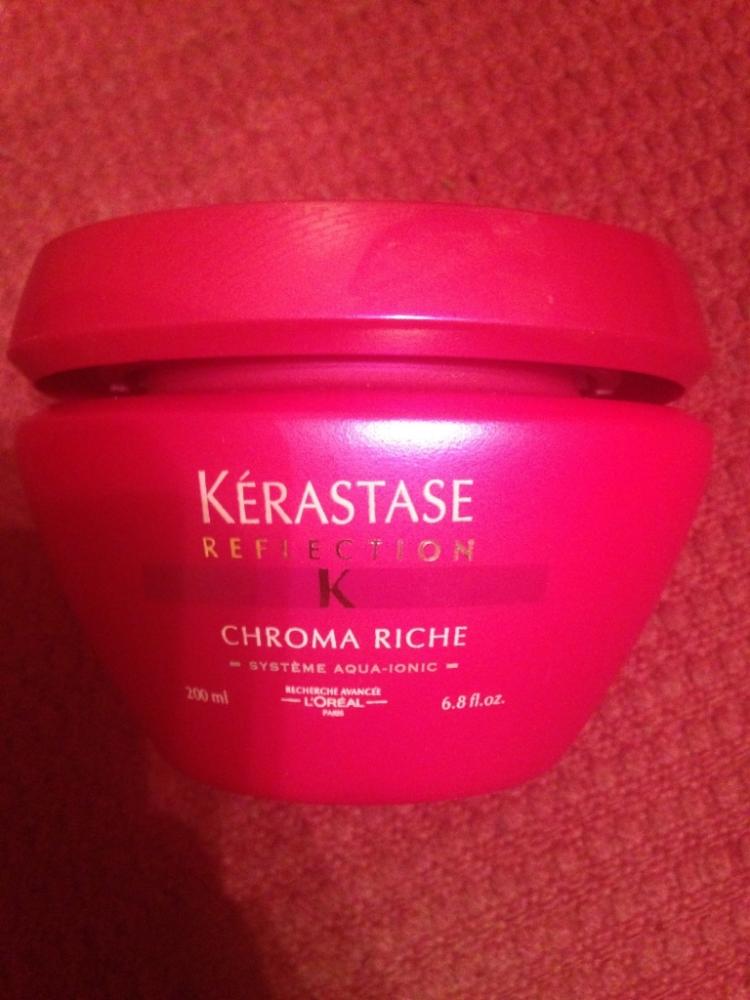 KÉRASTASE
REFLECTION
K
CHROMA RICHE
SYSTÈME AQUA-IONIC
200 ml
RECHERCHE AVANCÉE
L'ORÉAL
PARIS
6.8 fl.oz.